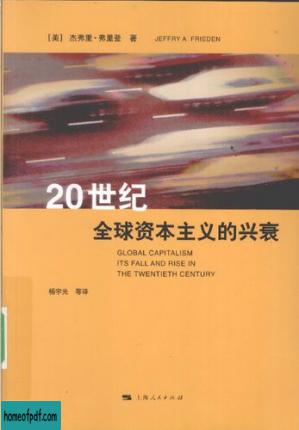 [美] 杰弗里·弗里登 著 JEFFRY A. FRIEDEN
20世纪
全球资本主义的兴衰
GLOBAL CAPITALISM
ITS FALL AND RISE IN
THE TWENTIETH CENTURY
杨宇光 等译
上海人民出版社
homeofpdf.com
homeofpdf.com